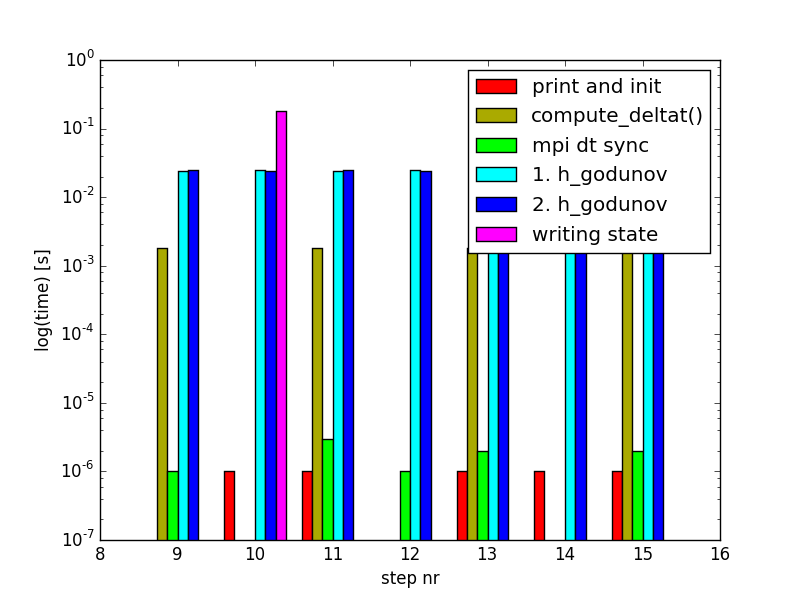 10^0
10^-1
10^-2
10^-3
10^-4
10^-5
10^-6
10^-7
log(time) [s]
print and init
compute_deltat()
mpi dt sync
1. h_godunov
2. h_godunov
writing state
8 9 10 11 12 13 14 15 16
step nr